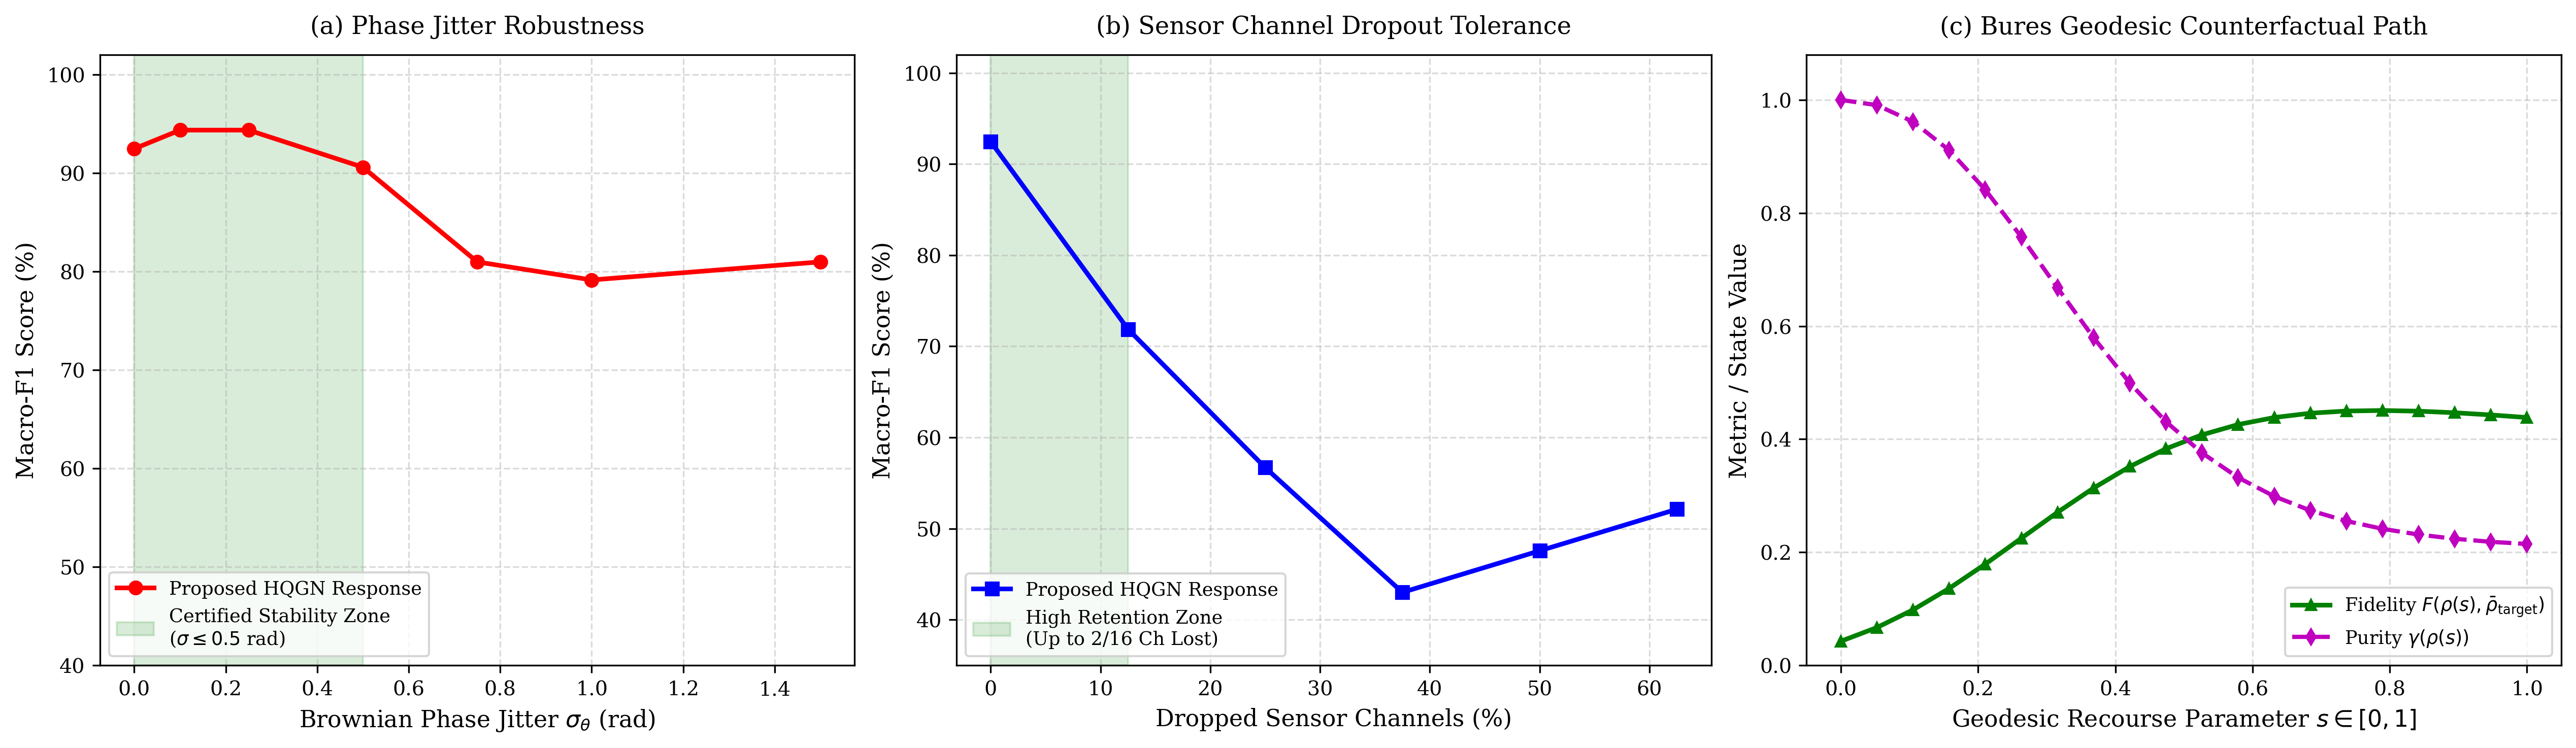 (a) Phase Jitter Robustness
Macro-F1 Score (%)
100
90
80
70
60
50
40
Proposed HQGN Response
Certified Stability Zone
(σ ≤ 0.5 rad)
0.0 0.2 0.4 0.6 0.8 1.0 1.2 1.4
Brownian Phase Jitter σ_θ (rad)
(b) Sensor Channel Dropout Tolerance
Macro-F1 Score (%)
100
90
80
70
60
50
40
Proposed HQGN Response
High Retention Zone
(Up to 2/16 Ch Lost)
0 10 20 30 40 50 60
Dropped Sensor Channels (%)
(c) Bures Geodesic Counterfactual Path
Metric / State Value
1.0
0.8
0.6
0.4
0.2
0.0
Fidelity F(ρ(s), ρ̄_target)
Purity γ(ρ(s))
0.0 0.2 0.4 0.6 0.8 1.0
Geodesic Recourse Parameter s ∈ [0, 1]